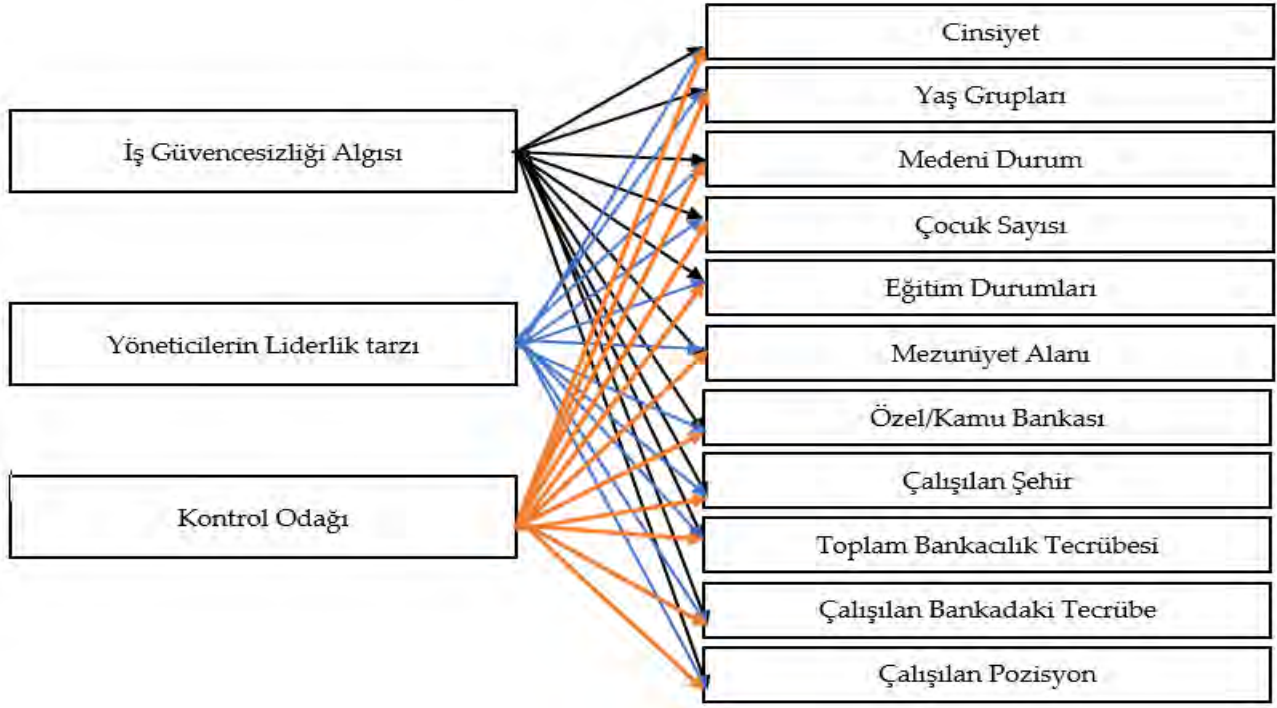 İş Güvencesizliği Algısı
Yöneticilerin Liderlik tarzı
Kontrol Odağı
Cinsiyet
Yaş Grupları
Medeni Durum
Çocuk Sayısı
Eğitim Durumları
Mezuniyet Alanı
Özel/Kamu Bankası
Çalışılan Şehir
Toplam Bankacılık Tecrübesi
Çalışılan Bankadaki Tecrübe
Çalışılan Pozisyon